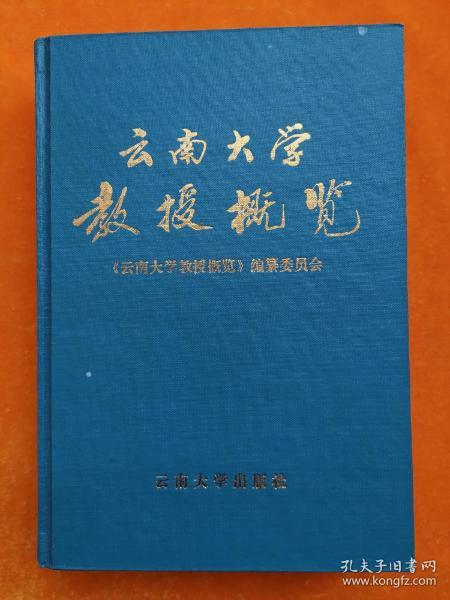 云南大学
教授概览
《云南大学教授概览》编纂委员会
云南大学出版社
孔夫子旧书网
www.kongfz.com